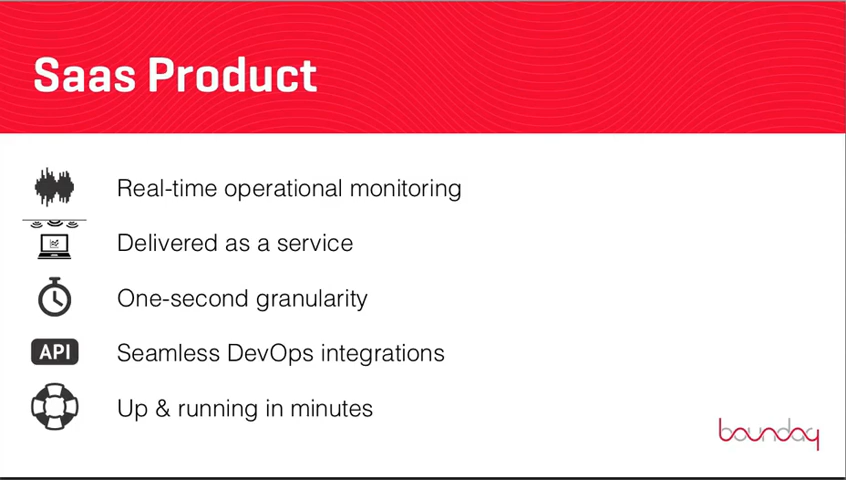 Saas Product
Real-time operational monitoring
Delivered as a service
One-second granularity
API
Seamless DevOps integrations
Up & running in minutes
boundary